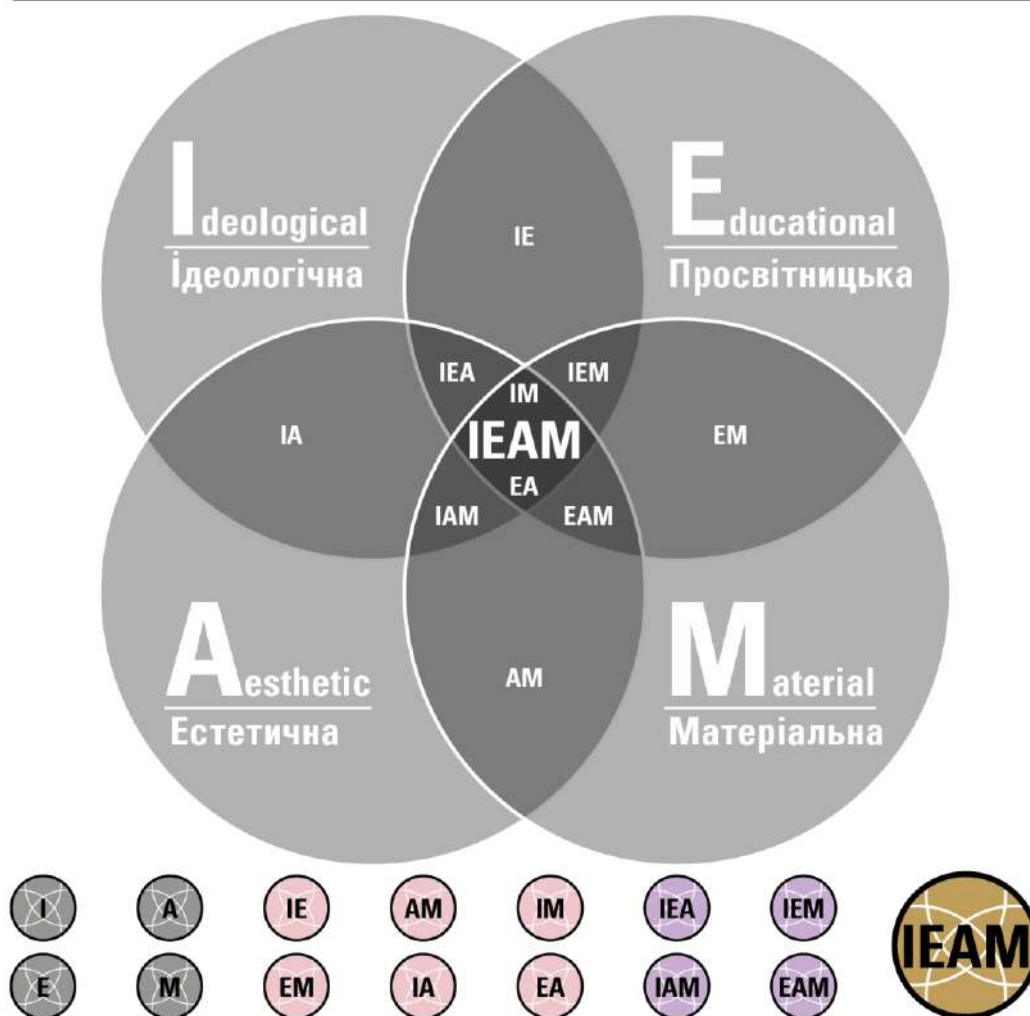 Ideological
Ідеологічна
Educational
Просвітницька
IE
IEA
IEM
IM
IA
IEAM
EM
EA
IAM
EAM
Aesthetic
Естетична
AM
Material
Матеріальна
I
A
IE
AM
IM
IEA
IEM
IEAM
E
M
EM
IA
EA
IAM
EAM